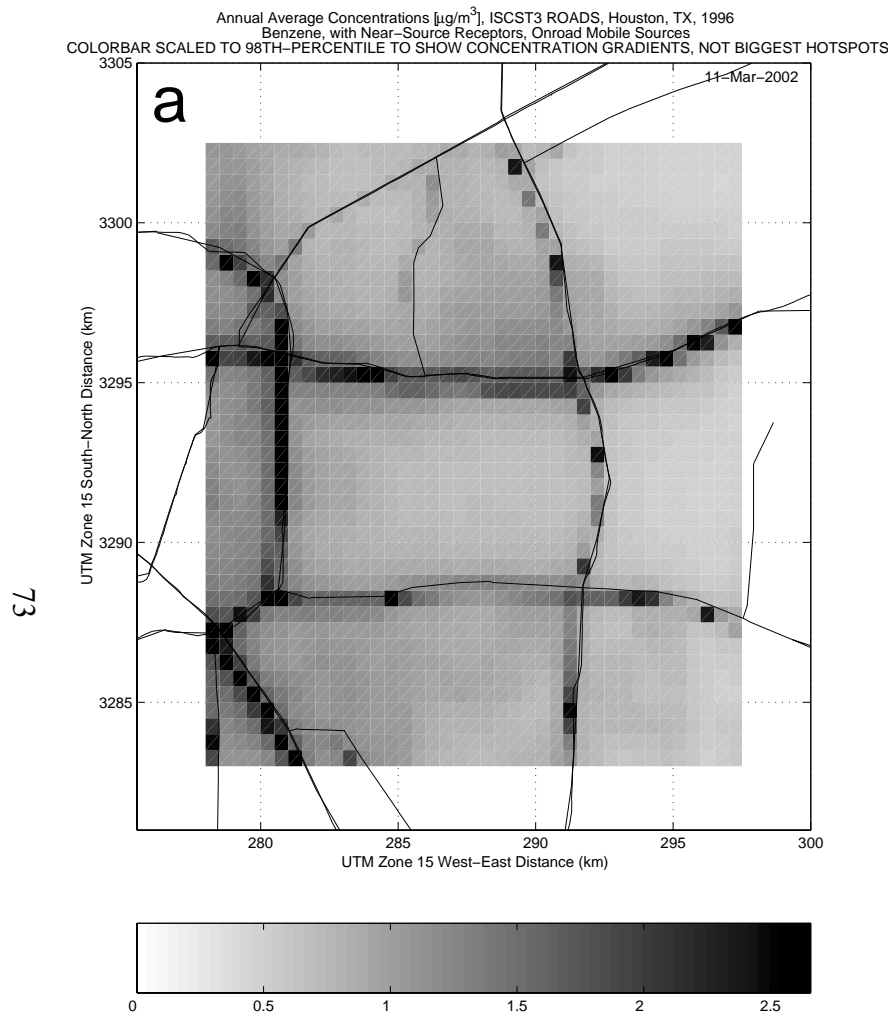 Annual Average Concentrations [µg/m³], ISCST3 ROADS, Houston, TX, 1996
Benzene, with Near−Source Receptors, Onroad Mobile Sources
COLORBAR SCALED TO 98TH−PERCENTILE TO SHOW CONCENTRATION GRADIENTS, NOT BIGGEST HOTSPOTS
11−Mar−2002
a
3305
3300
3295
3290
3285
UTM Zone 15 South−North Distance (km)
73
280
285
290
295
300
UTM Zone 15 West−East Distance (km)
0
0.5
1
1.5
2
2.5